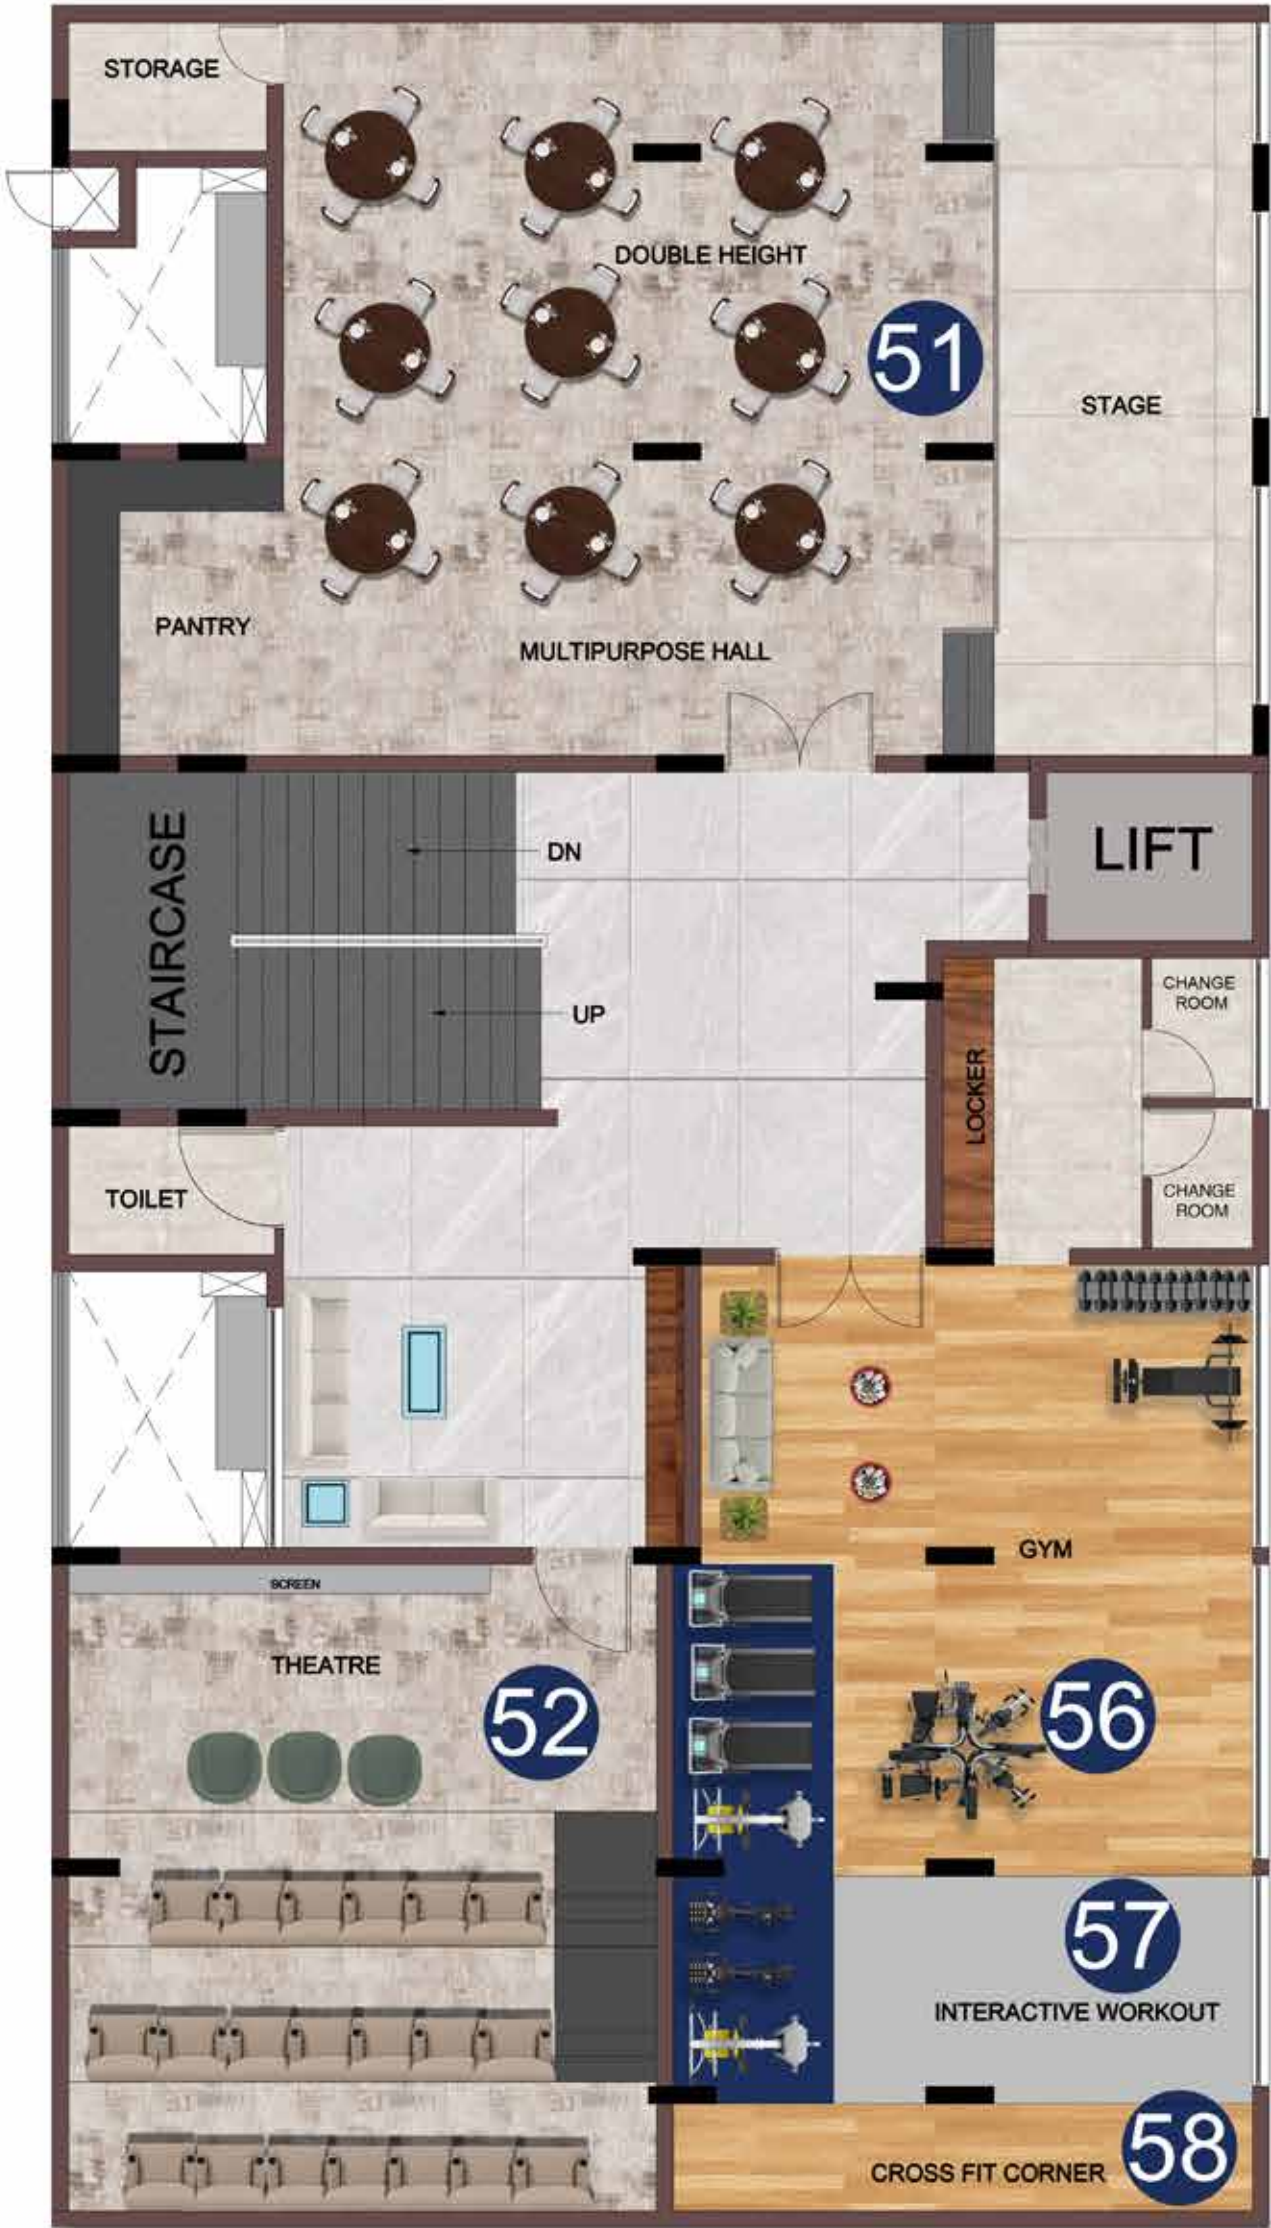 STORAGE
DOUBLE HEIGHT
51
STAGE
PANTRY
MULTIPURPOSE HALL
STAIRCASE
DN
LIFT
UP
CHANGE
ROOM
LOCKER
TOILET
CHANGE
ROOM
GYM
SCREEN
THEATRE
52
56
57
INTERACTIVE WORKOUT
58
CROSS FIT CORNER